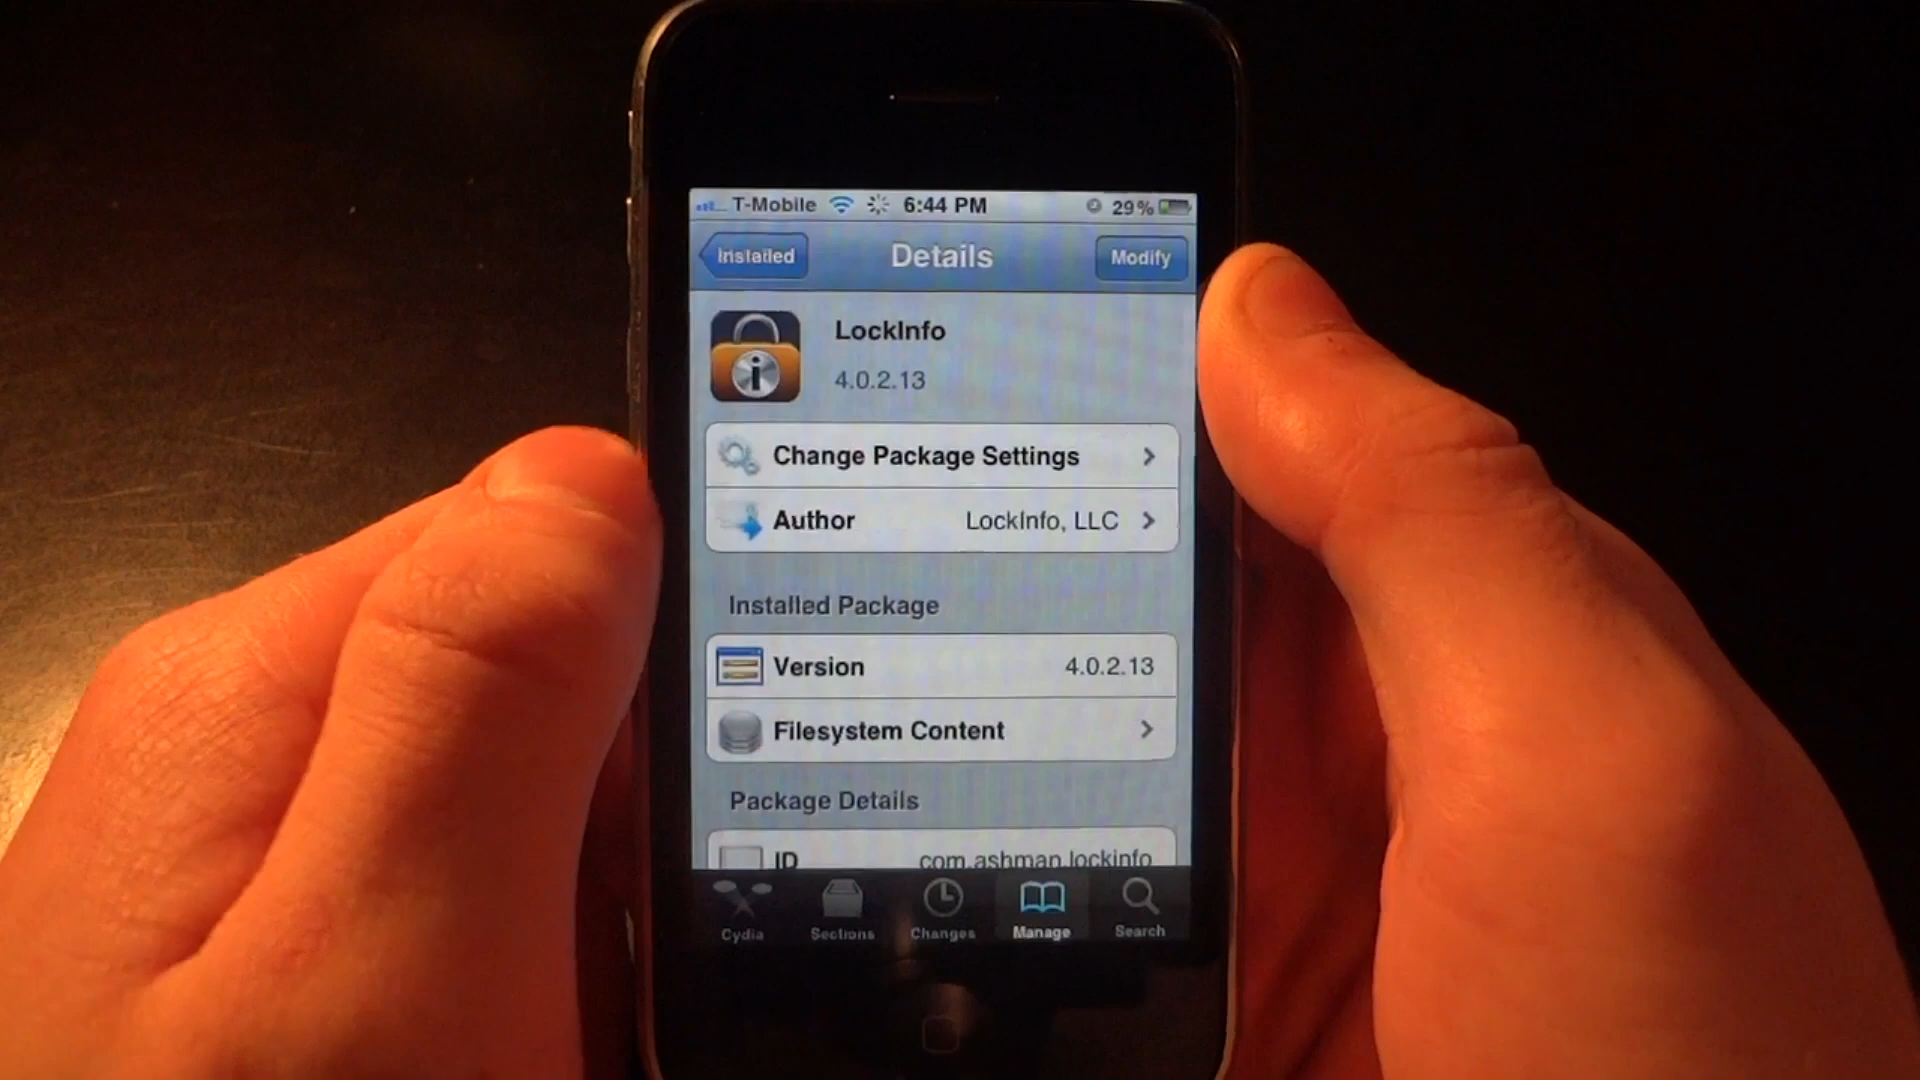 T-Mobile 6:44 PM 29%
Installed Details Modify
LockInfo
4.0.2.13
Change Package Settings
Author LockInfo, LLC
Installed Package
Version 4.0.2.13
Filesystem Content
Package Details
ID com.ashman.lockinfo
Cydia Sections Changes Manage Search